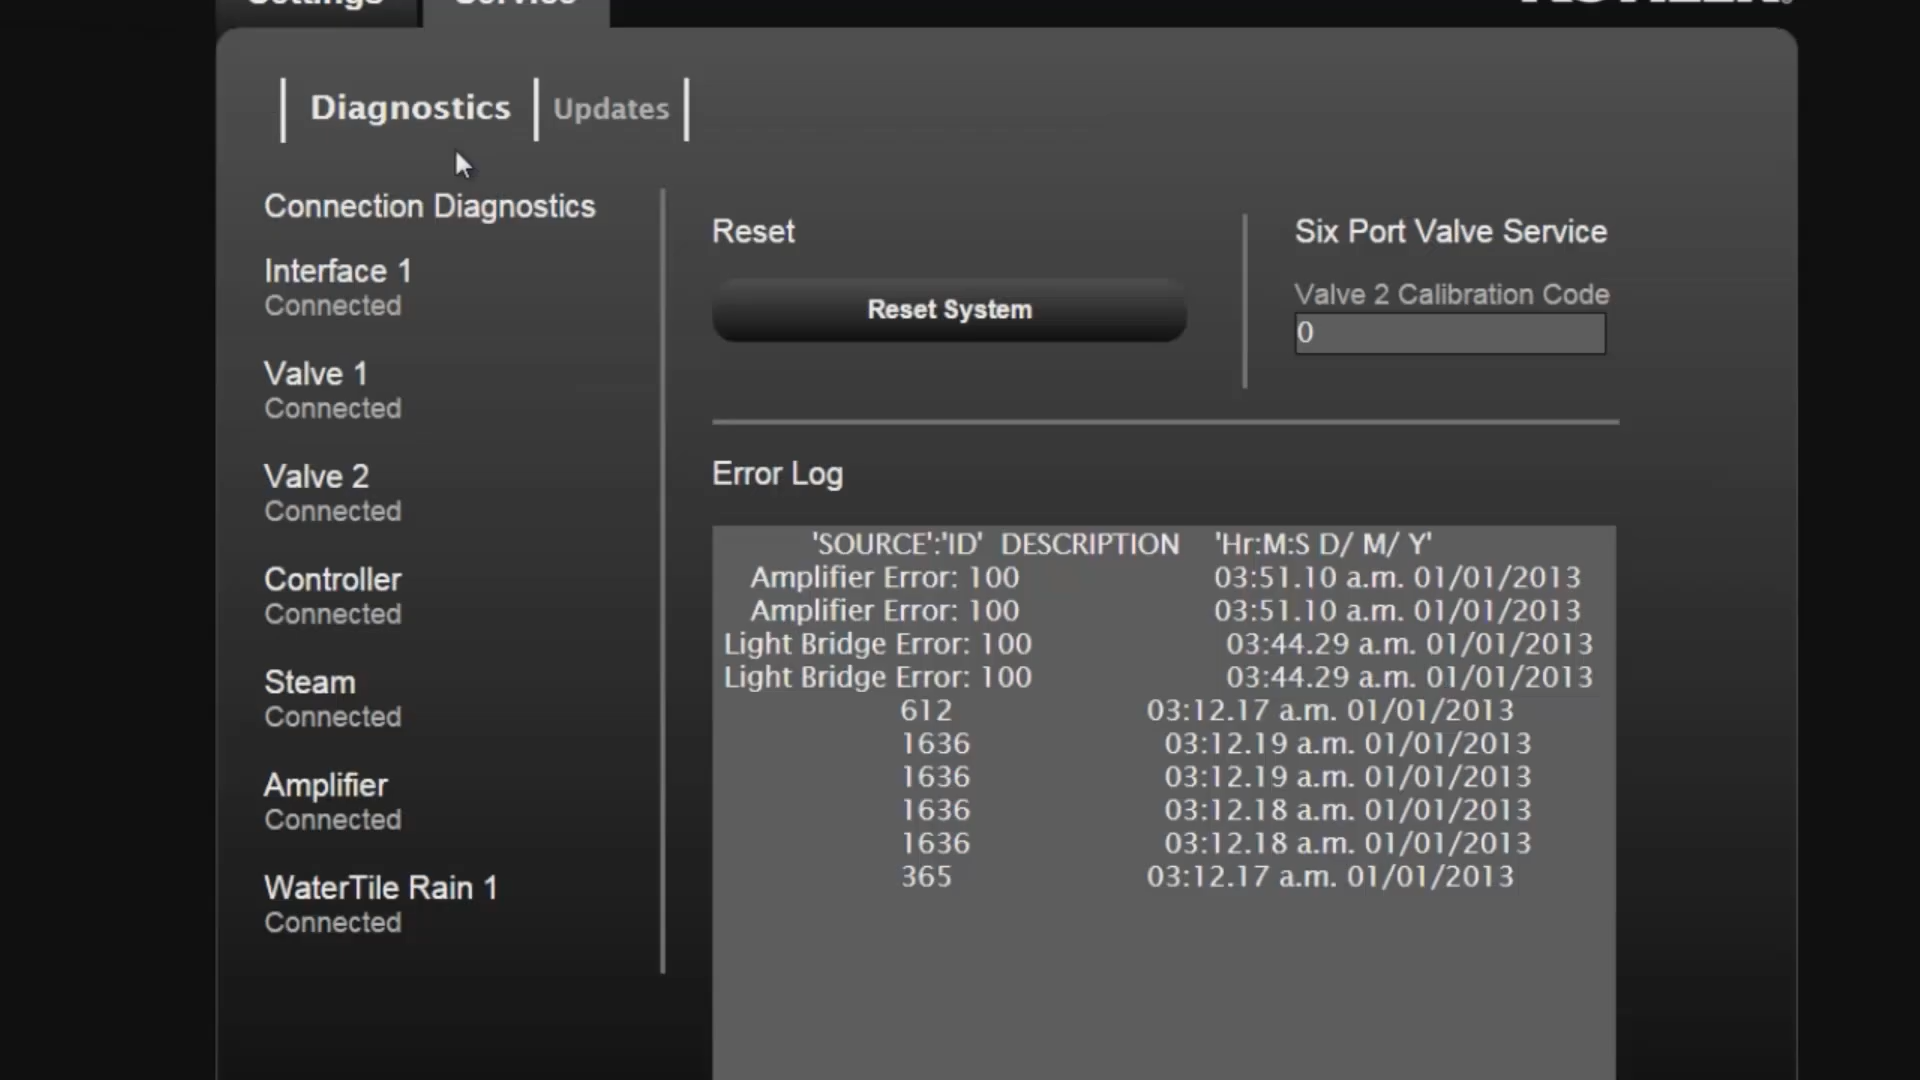 Settings
Service
KOHLER®
Diagnostics
Updates
Connection Diagnostics
Interface 1
Connected
Valve 1
Connected
Valve 2
Connected
Controller
Connected
Steam
Connected
Amplifier
Connected
WaterTile Rain 1
Connected
Reset
Reset System
Six Port Valve Service
Valve 2 Calibration Code
0
Error Log
'SOURCE':'ID' DESCRIPTION 'Hr:M:S D/ M/ Y'
Amplifier Error: 100 03:51.10 a.m. 01/01/2013
Amplifier Error: 100 03:51.10 a.m. 01/01/2013
Light Bridge Error: 100 03:44.29 a.m. 01/01/2013
Light Bridge Error: 100 03:44.29 a.m. 01/01/2013
612 03:12.17 a.m. 01/01/2013
1636 03:12.19 a.m. 01/01/2013
1636 03:12.19 a.m. 01/01/2013
1636 03:12.18 a.m. 01/01/2013
1636 03:12.18 a.m. 01/01/2013
365 03:12.17 a.m. 01/01/2013